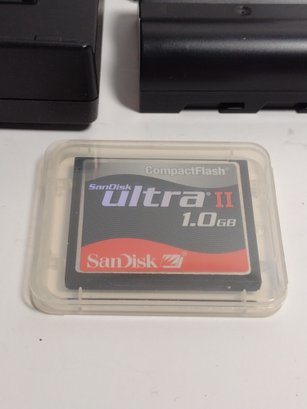 CompactFlash®
SanDisk
ultra® II
1.0GB
SanDisk